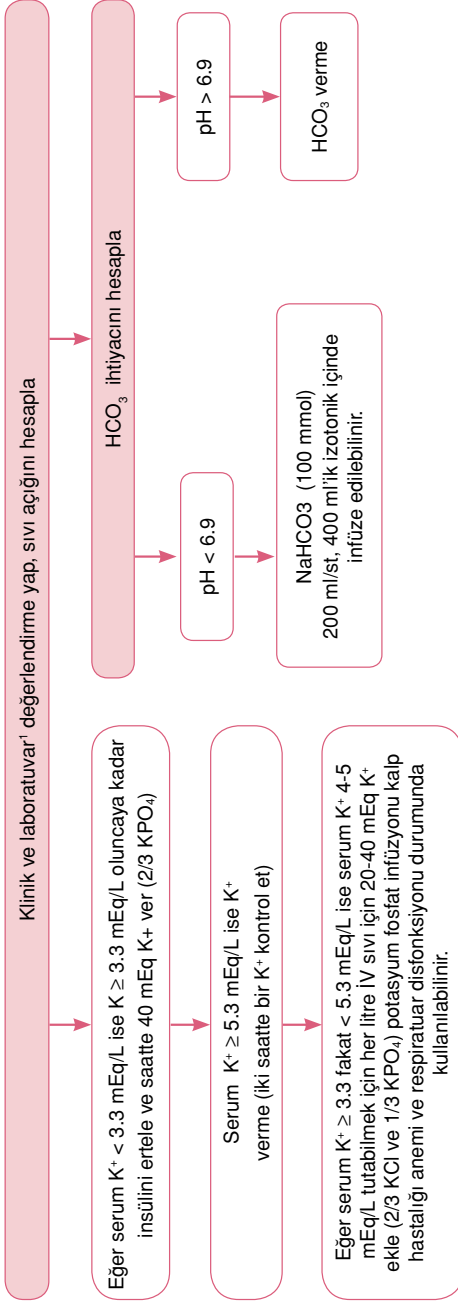 Klinik ve laboratuvar¹ değerlendirme yap, sıvı açığını hesapla
Eğer serum K⁺ < 3.3 mEq/L ise K ≥ 3.3 mEq/L oluncaya kadar
insülini ertele ve saatte 40 mEq K+ ver (2/3 KPO₄)
Serum K⁺ ≥ 5.3 mEq/L ise K⁺
verme (iki saatte bir K⁺ kontrol et)
Eğer serum K⁺ ≥ 3.3 fakat < 5.3 mEq/L ise serum K⁺ 4-5
mEq/L tutabilmek için her litre İV sıvı için 20-40 mEq K⁺
ekle (2/3 KCl ve 1/3 KPO₄) potasyum fosfat infüzyonu kalp
hastalığı anemi ve respiratuar disfonksiyonu durumunda
kullanılabilinir.
HCO₃ ihtiyacını hesapla
pH < 6.9
NaHCO3 (100 mmol)
200 ml/st, 400 ml'ik izotonik içinde
infüze edilebilinir.
pH > 6.9
HCO₃ verme